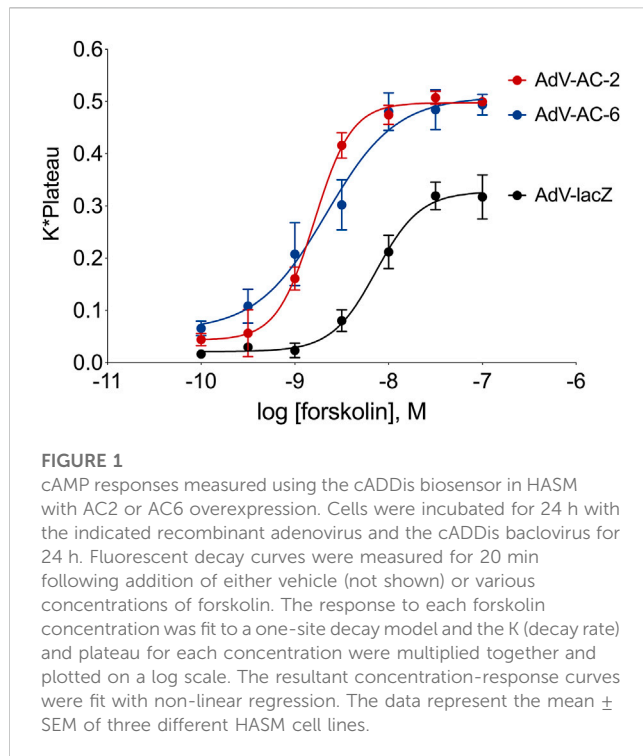 0.6
0.5
0.4
0.3
0.2
0.1
0.0
K*Plateau
AdV-AC-2
AdV-AC-6
AdV-lacZ
-11 -10 -9 -8 -7 -6
log [forskolin], M
FIGURE 1
cAMP responses measured using the cADDis biosensor in HASM
with AC2 or AC6 overexpression. Cells were incubated for 24 h with
the indicated recombinant adenovirus and the cADDis baclovirus for
24 h. Fluorescent decay curves were measured for 20 min
following addition of either vehicle (not shown) or various
concentrations of forskolin. The response to each forskolin
concentration was fit to a one-site decay model and the K (decay rate)
and plateau for each concentration were multiplied together and
plotted on a log scale. The resultant concentration-response curves
were fit with non-linear regression. The data represent the mean ±
SEM of three different HASM cell lines.